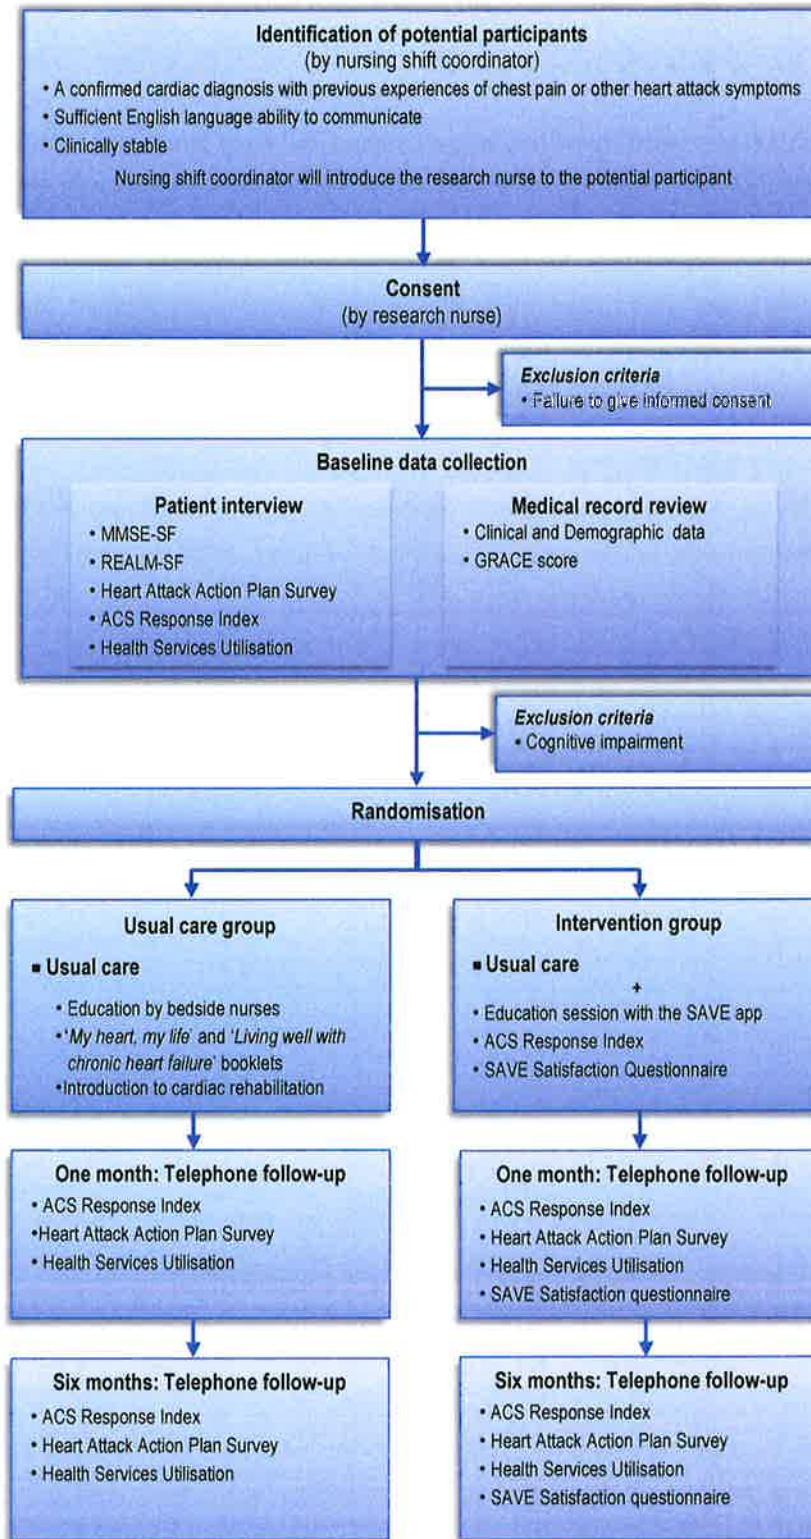 Identification of potential participants
(by nursing shift coordinator)
• A confirmed cardiac diagnosis with previous experiences of chest pain or other heart attack symptoms
• Sufficient English language ability to communicate
• Clinically stable
Nursing shift coordinator will introduce the research nurse to the potential participant
Consent
(by research nurse)
Exclusion criteria
• Failure to give informed consent
Baseline data collection
Patient interview
• MMSE-SF
• REALM-SF
• Heart Attack Action Plan Survey
• ACS Response Index
• Health Services Utilisation
Medical record review
• Clinical and Demographic data
• GRACE score
Exclusion criteria
• Cognitive impairment
Randomisation
Usual care group
▪ Usual care
• Education by bedside nurses
• 'My heart, my life' and 'Living well with
chronic heart failure' booklets
• Introduction to cardiac rehabilitation
Intervention group
▪ Usual care
+
• Education session with the SAVE app
• ACS Response Index
• SAVE Satisfaction Questionnaire
One month: Telephone follow-up
• ACS Response Index
•Heart Attack Action Plan Survey
• Health Services Utilisation
One month: Telephone follow-up
• ACS Response Index
• Heart Attack Action Plan Survey
• Health Services Utilisation
• SAVE Satisfaction questionnaire
Six months: Telephone follow-up
• ACS Response Index
• Heart Attack Action Plan Survey
• Health Services Utilisation
Six months: Telephone follow-up
• ACS Response Index
• Heart Attack Action Plan Survey
• Health Services Utilisation
• SAVE Satisfaction questionnaire